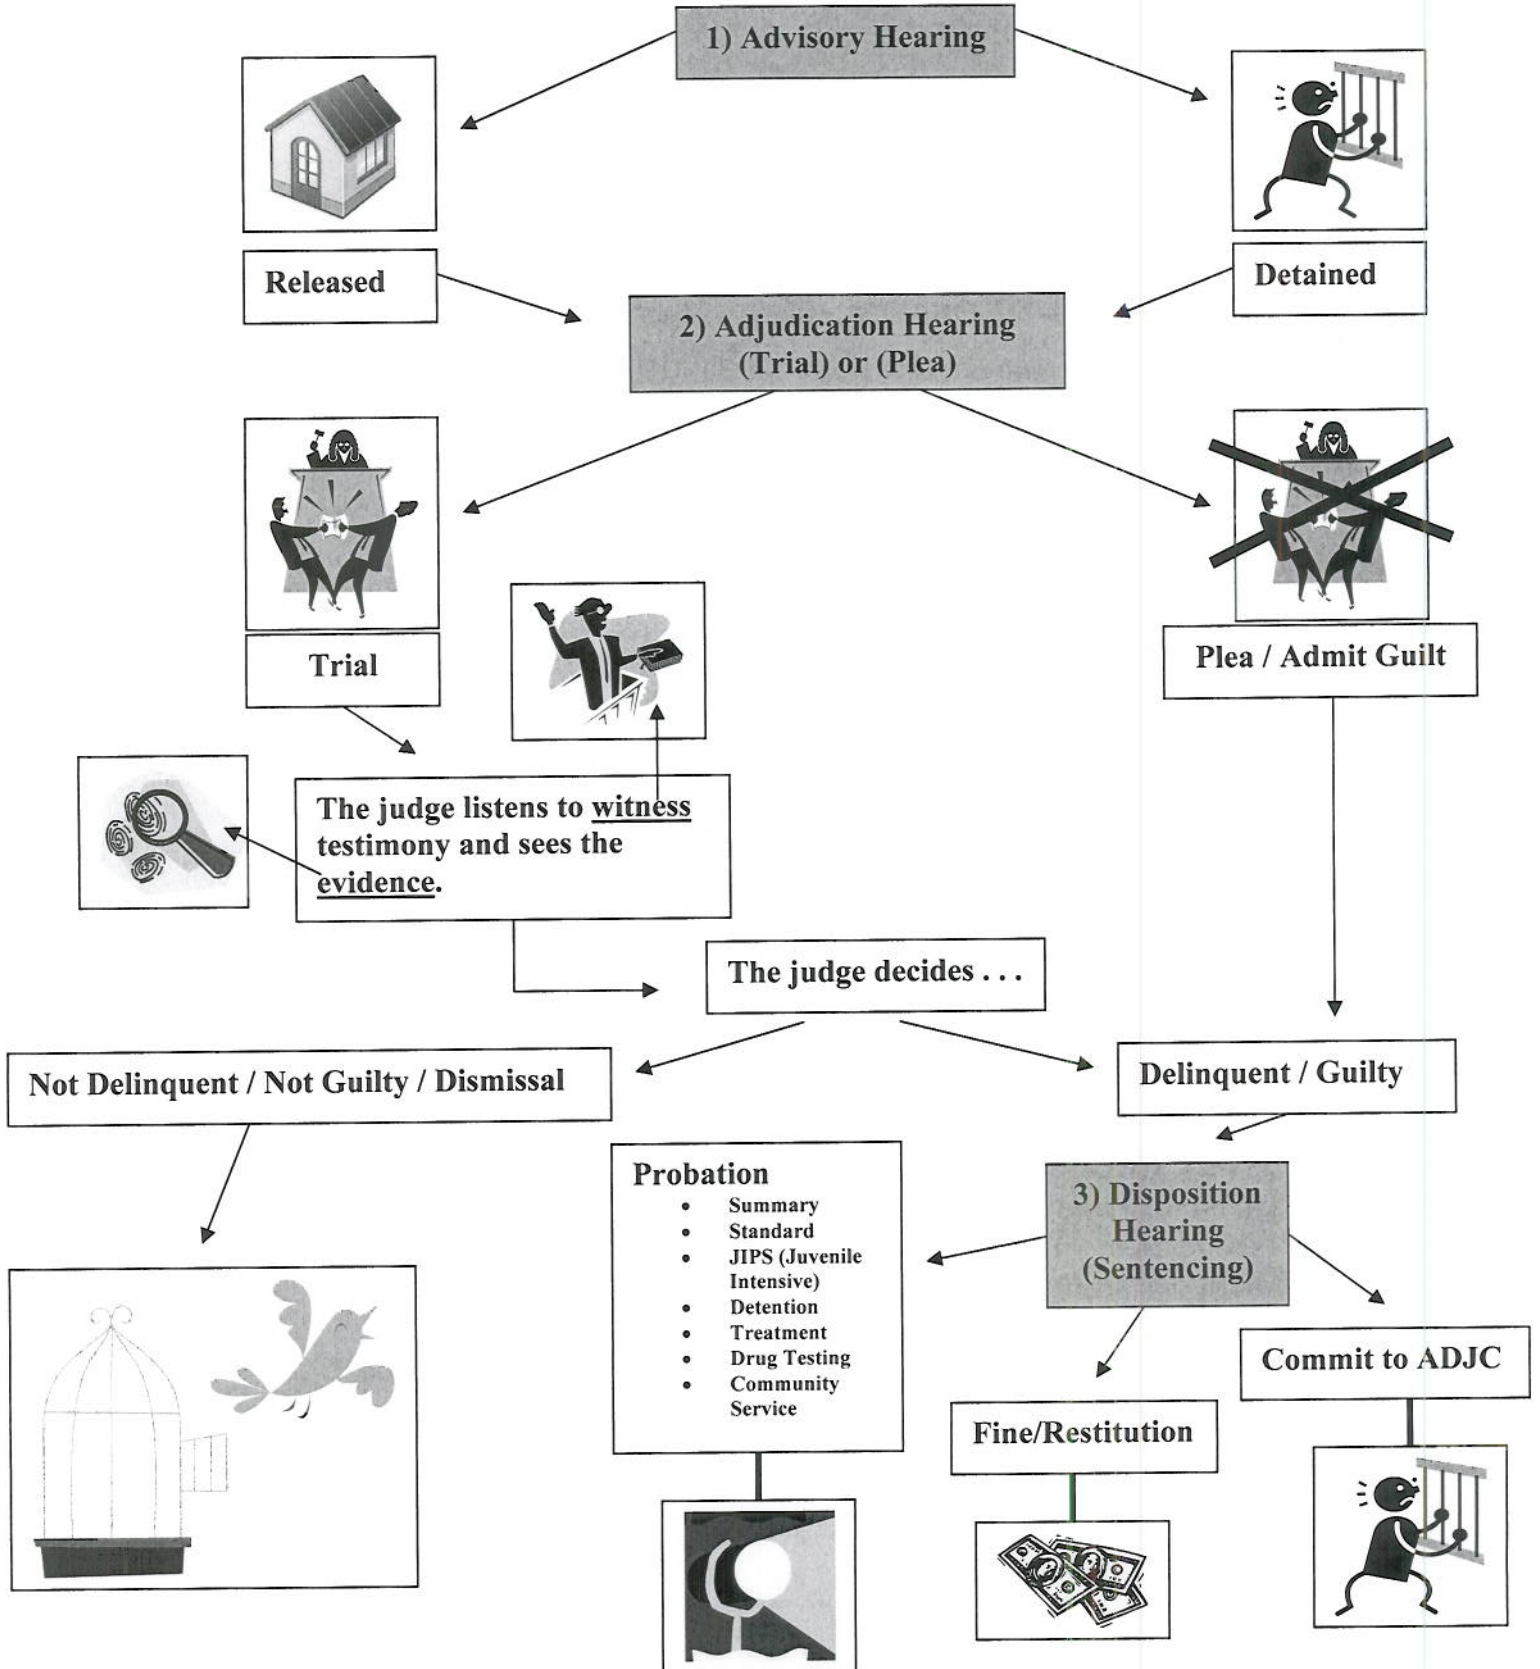 1) Advisory Hearing
Released
Detained
2) Adjudication Hearing
(Trial) or (Plea)
Trial
Plea / Admit Guilt
The judge listens to witness
testimony and sees the
evidence.
The judge decides . . .
Not Delinquent / Not Guilty / Dismissal
Delinquent / Guilty
Probation
• Summary
• Standard
• JIPS (Juvenile
Intensive)
• Detention
• Treatment
• Drug Testing
• Community
Service
3) Disposition
Hearing
(Sentencing)
Fine/Restitution
Commit to ADJC